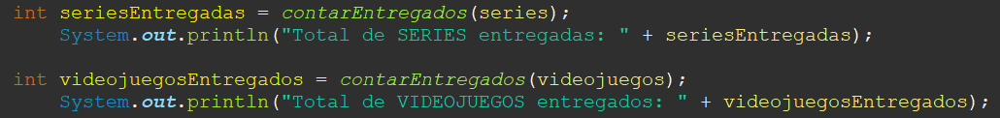 int seriesEntregadas = contarEntregados(series);
System.out.println("Total de SERIES entregadas: " + seriesEntregadas);
int videojuegosEntregados = contarEntregados(videojuegos);
System.out.println("Total de VIDEOJUEGOS entregados: " + videojuegosEntregados);